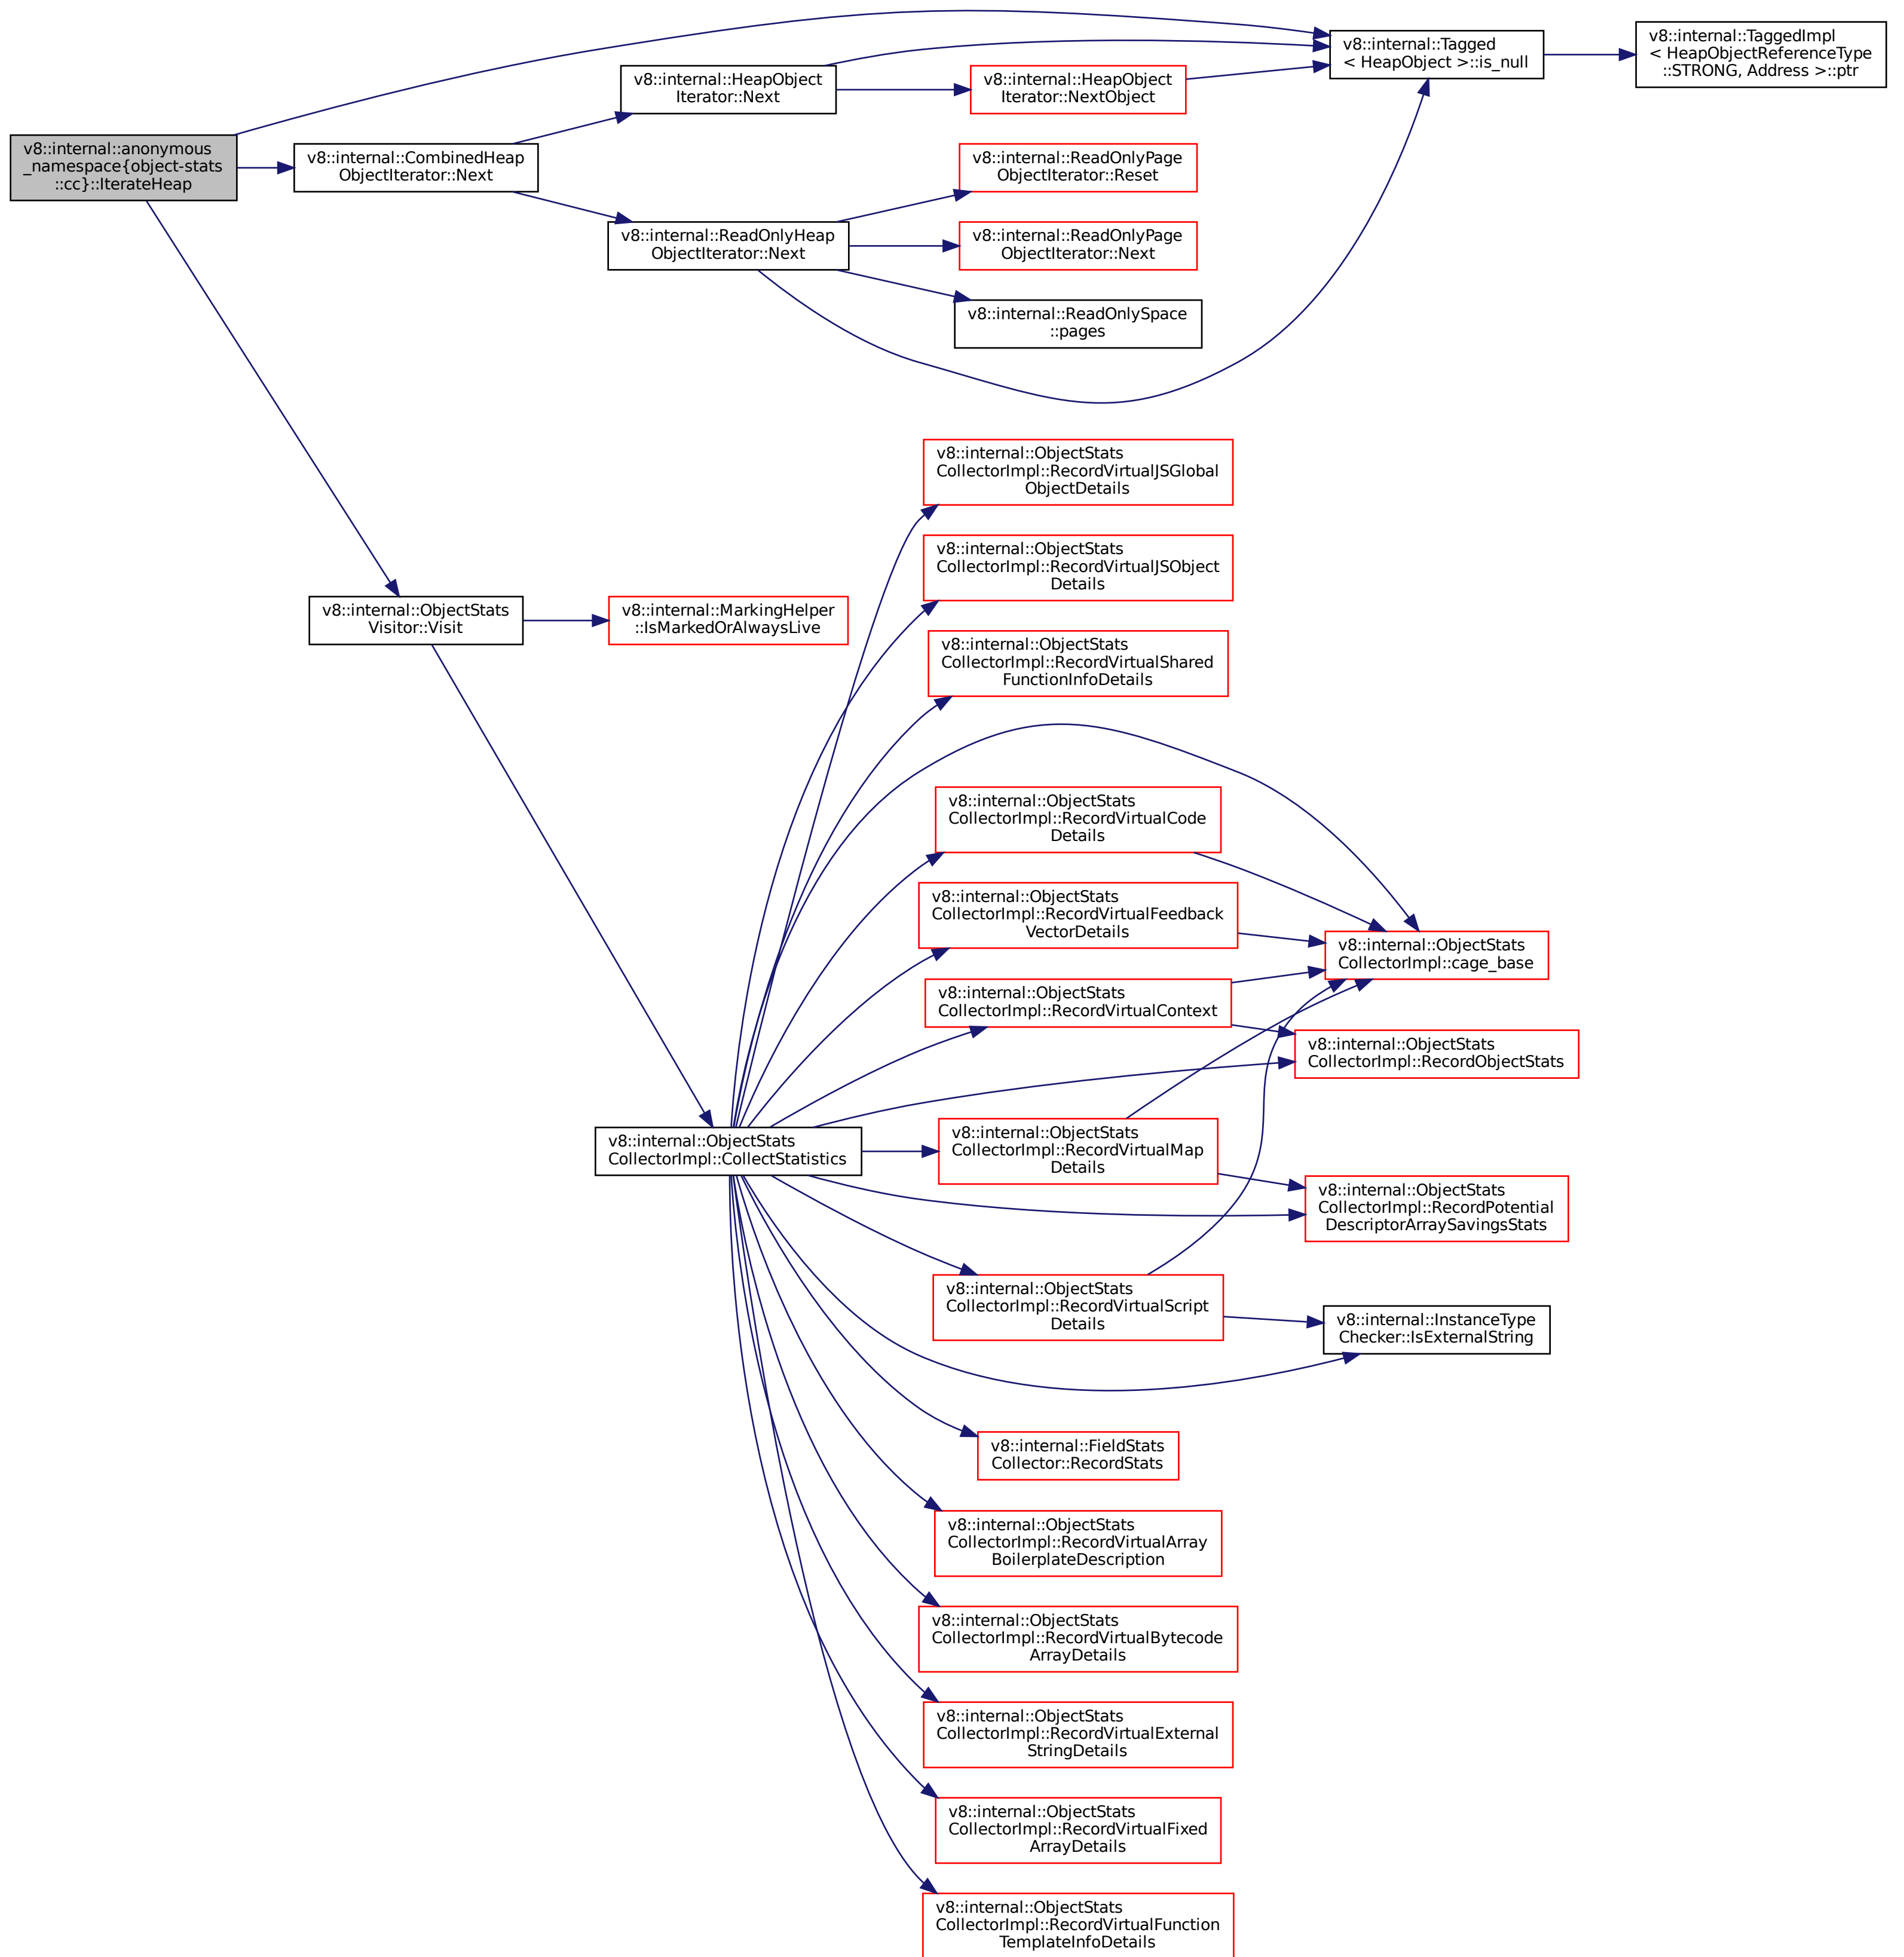 v8::internal::anonymous
_namespace{object-stats
::cc}::IterateHeap
v8::internal::CombinedHeap
ObjectIterator::Next
v8::internal::HeapObject
Iterator::Next
v8::internal::HeapObject
Iterator::NextObject
v8::internal::Tagged
< HeapObject >::is_null
v8::internal::TaggedImpl
< HeapObjectReferenceType
::STRONG, Address >::ptr
v8::internal::ReadOnlyHeap
ObjectIterator::Next
v8::internal::ReadOnlyPage
ObjectIterator::Reset
v8::internal::ReadOnlyPage
ObjectIterator::Next
v8::internal::ReadOnlySpace
::pages
v8::internal::ObjectStats
Visitor::Visit
v8::internal::MarkingHelper
::IsMarkedOrAlwaysLive
v8::internal::ObjectStats
CollectorImpl::CollectStatistics
v8::internal::ObjectStats
CollectorImpl::RecordVirtualJSGlobal
ObjectDetails
v8::internal::ObjectStats
CollectorImpl::RecordVirtualJSObject
Details
v8::internal::ObjectStats
CollectorImpl::RecordVirtualShared
FunctionInfoDetails
v8::internal::ObjectStats
CollectorImpl::RecordVirtualCode
Details
v8::internal::ObjectStats
CollectorImpl::RecordVirtualFeedback
VectorDetails
v8::internal::ObjectStats
CollectorImpl::cage_base
v8::internal::ObjectStats
CollectorImpl::RecordVirtualContext
v8::internal::ObjectStats
CollectorImpl::RecordObjectStats
v8::internal::ObjectStats
CollectorImpl::RecordVirtualMap
Details
v8::internal::ObjectStats
CollectorImpl::RecordPotential
DescriptorArraySavingsStats
v8::internal::ObjectStats
CollectorImpl::RecordVirtualScript
Details
v8::internal::InstanceType
Checker::IsExternalString
v8::internal::FieldStats
Collector::RecordStats
v8::internal::ObjectStats
CollectorImpl::RecordVirtualArray
BoilerplateDescription
v8::internal::ObjectStats
CollectorImpl::RecordVirtualBytecode
ArrayDetails
v8::internal::ObjectStats
CollectorImpl::RecordVirtualExternal
StringDetails
v8::internal::ObjectStats
CollectorImpl::RecordVirtualFixed
ArrayDetails
v8::internal::ObjectStats
CollectorImpl::RecordVirtualFunction
TemplateInfoDetails